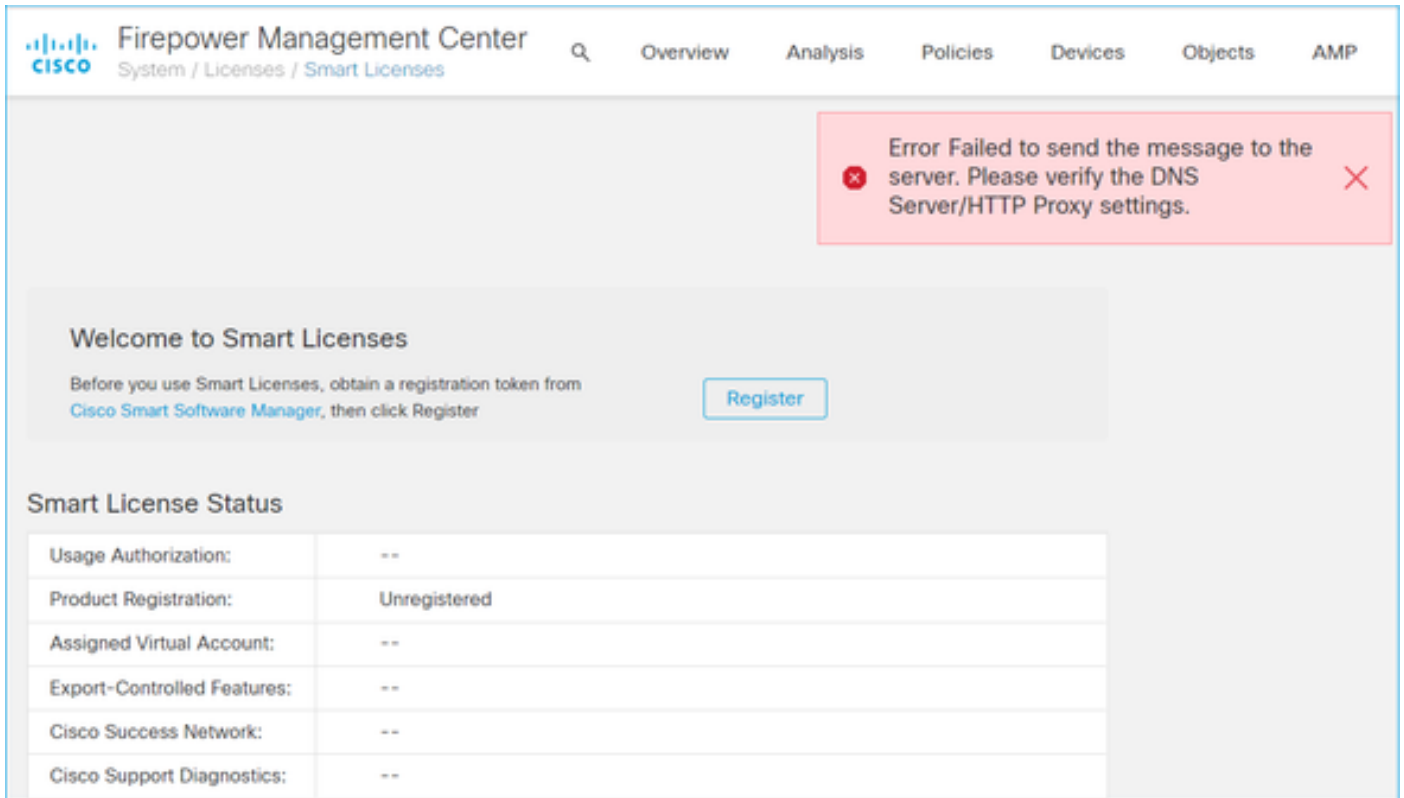 Firepower Management Center
CISCO
System / Licenses / Smart Licenses
Overview Analysis Policies Devices Objects AMP
Error Failed to send the message to the
server. Please verify the DNS
Server/HTTP Proxy settings.
Welcome to Smart Licenses
Before you use Smart Licenses, obtain a registration token from
Cisco Smart Software Manager, then click Register
Register
Smart License Status
Usage Authorization: --
Product Registration: Unregistered
Assigned Virtual Account: --
Export-Controlled Features: --
Cisco Success Network: --
Cisco Support Diagnostics: --